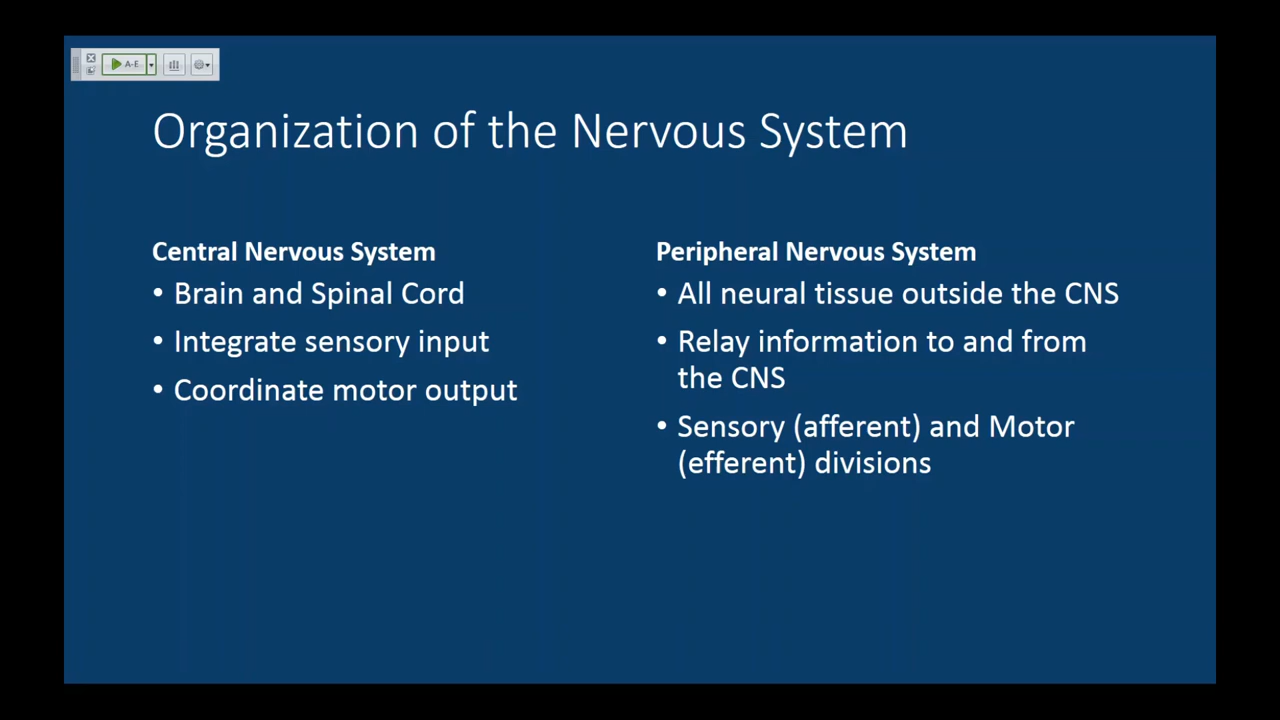 A-E
Organization of the Nervous System
Central Nervous System
• Brain and Spinal Cord
• Integrate sensory input
• Coordinate motor output
Peripheral Nervous System
• All neural tissue outside the CNS
• Relay information to and from
the CNS
• Sensory (afferent) and Motor
(efferent) divisions